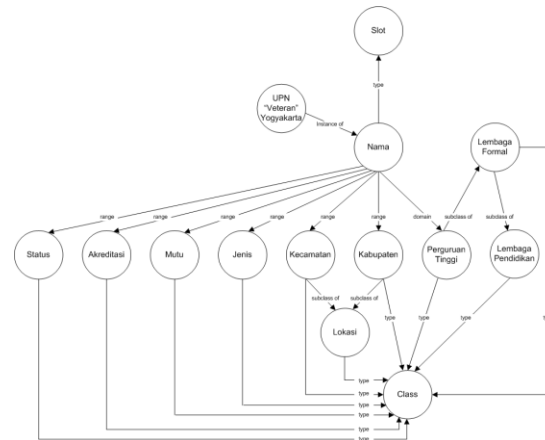 Slot
type
UPN
"Veteran"
Yogyakarta
Instance of
Nama
Lembaga
Formal
range
range
range
range
range
range
domain
subclass of
subclass of
Status
Akreditasi
Mutu
Jenis
Kecamatan
Kabupaten
Perguruan
Tinggi
Lembaga
Pendidikan
subclass of
subclass of
Lokasi
type
type
type
type
Class
type
type
type
type
type